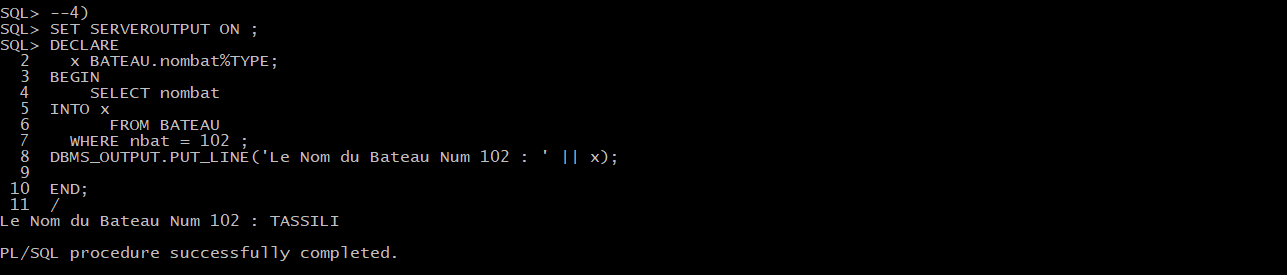 SQL> --4)
SQL> SET SERVEROUTPUT ON ;
SQL> DECLARE
  2    x BATEAU.nombat%TYPE;
  3  BEGIN
  4      SELECT nombat
  5  INTO x
  6        FROM BATEAU
  7    WHERE nbat = 102 ;
  8  DBMS_OUTPUT.PUT_LINE('Le Nom du Bateau Num 102 : ' || x);
  9
 10  END;
 11  /
Le Nom du Bateau Num 102 : TASSILI

PL/SQL procedure successfully completed.